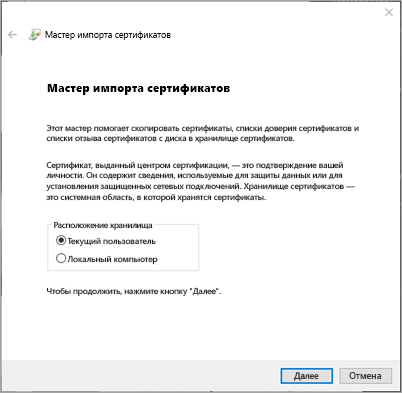 Мастер импорта сертификатов
Мастер импорта сертификатов
Этот мастер помогает скопировать сертификаты, списки доверия сертификатов и
списки отзыва сертификатов с диска в хранилище сертификатов.
Сертификат, выданный центром сертификации, — это подтверждение вашей
личности. Он содержит сведения, используемые для защиты данных или для
установления защищенных сетевых подключений. Хранилище сертификатов —
это системная область, в которой хранятся сертификаты.
Расположение хранилища
Текущий пользователь
Локальный компьютер
Чтобы продолжить, нажмите кнопку "Далее".
Далее
Отмена